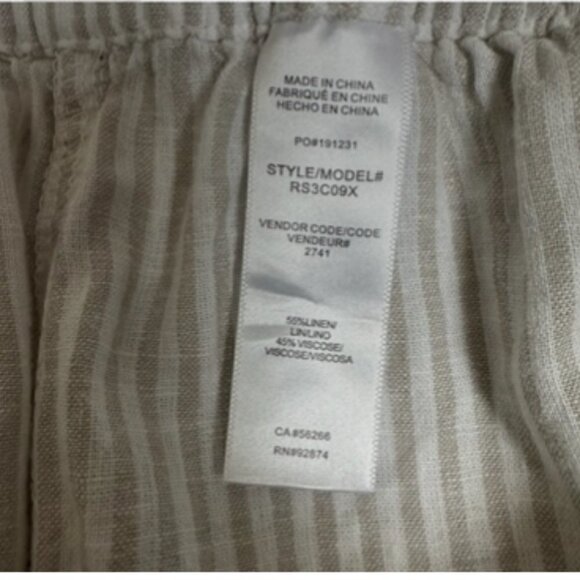 MADE IN CHINA
FABRIQUÉ EN CHINE
HECHO EN CHINA
PO#191231
STYLE/MODEL#
RS3C09X
VENDOR CODE/CODE
VENDEUR#
2741
55%LINEN/
LIN/LINO
45% VISCOSE/
VISCOSE/VISCOSA
CA#56266
RN#92874